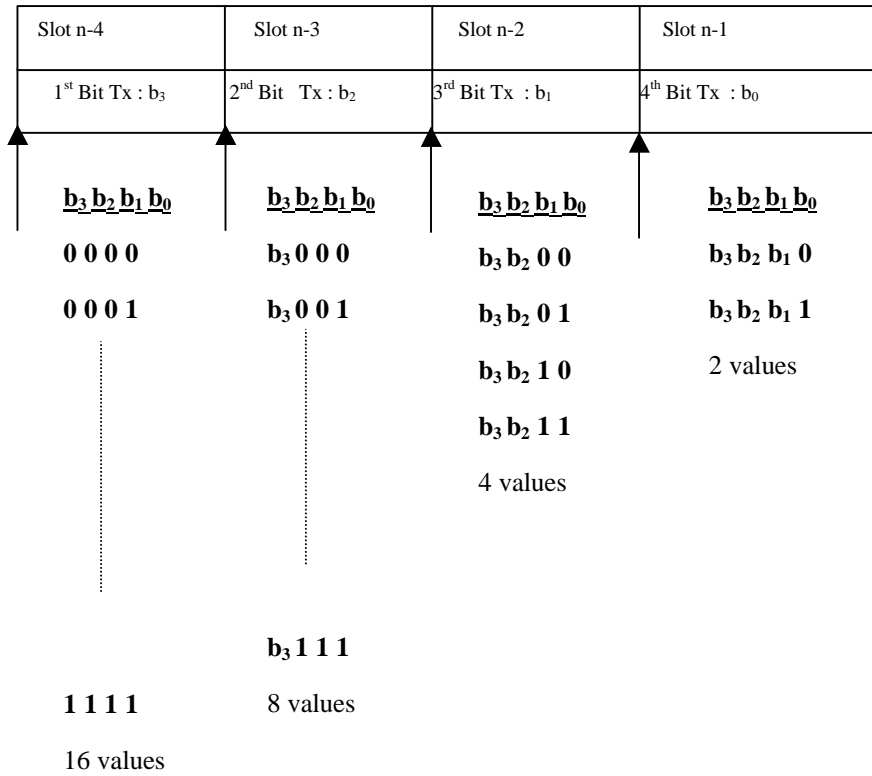 Slot n-4 Slot n-3 Slot n-2 Slot n-1
1st Bit Tx : b3 2nd Bit Tx : b2 3rd Bit Tx : b1 4th Bit Tx : b0
b3 b2 b1 b0 b3 b2 b1 b0 b3 b2 b1 b0 b3 b2 b1 b0
0 0 0 0 b3 0 0 0 b3 b2 0 0 b3 b2 b1 0
0 0 0 1 b3 0 0 1 b3 b2 0 1 b3 b2 b1 1
b3 b2 1 0 2 values
b3 b2 1 1
4 values
b3 1 1 1
1 1 1 1 8 values
16 values